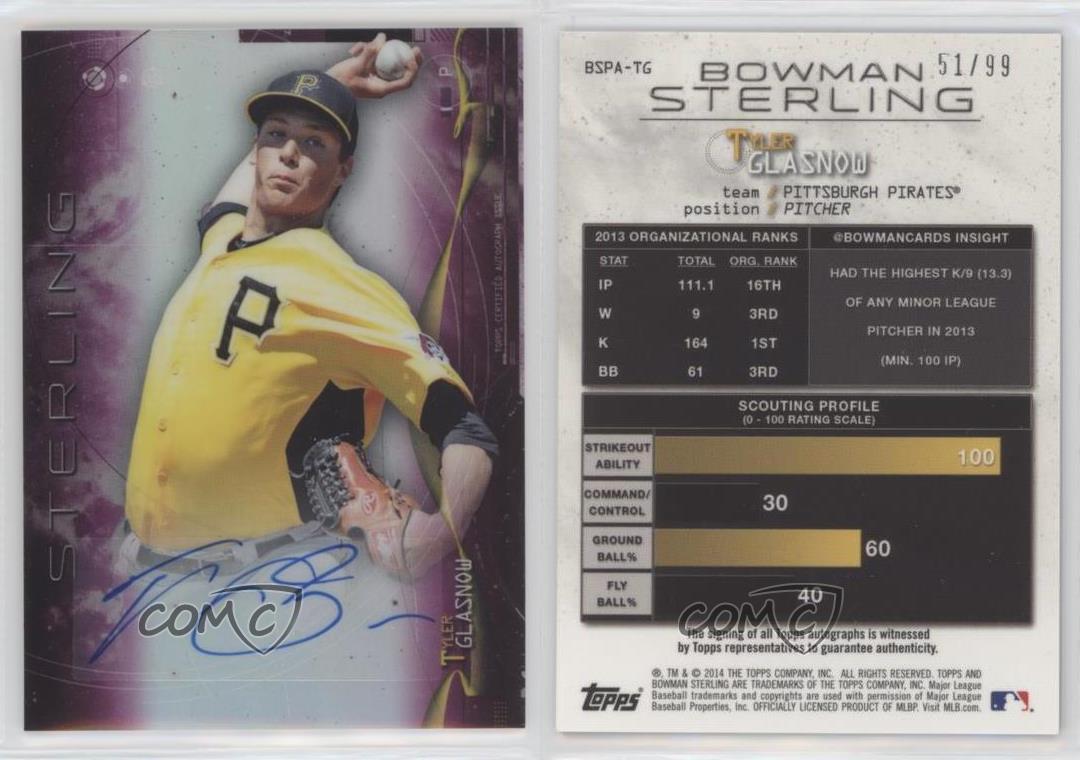 STERLING
P
P
TOPPS CERTIFIED AUTOGRAPH ISSUE
TYLER
GLASNOW
COMC
BSPA-TG
BOWMAN
51/99
STERLING
TYLER
GLASNOW
team / PITTSBURGH PIRATES®
position / PITCHER
2013 ORGANIZATIONAL RANKS
STAT TOTAL ORG. RANK
IP 111.1 16TH
W 9 3RD
K 164 1ST
BB 61 3RD
@BOWMANCARDS INSIGHT
HAD THE HIGHEST K/9 (13.3)
OF ANY MINOR LEAGUE
PITCHER IN 2013
(MIN. 100 IP)
SCOUTING PROFILE
(0 - 100 RATING SCALE)
STRIKEOUT
ABILITY
100
COMMAND/
CONTROL
30
GROUND
BALL%
60
FLY
BALL%
40
COMC
The signing of all Topps autographs is witnessed
by Topps representatives to guarantee authenticity.
®, TM & © 2014 THE TOPPS COMPANY, INC. ALL RIGHTS RESERVED. TOPPS AND
BOWMAN STERLING ARE TRADEMARKS OF THE TOPPS COMPANY, INC. Major League
Baseball trademarks and copyrights are used with permission of Major League
Baseball Properties, Inc. OFFICIALLY LICENSED PRODUCT OF MLBP. Visit MLB.com.
Topps